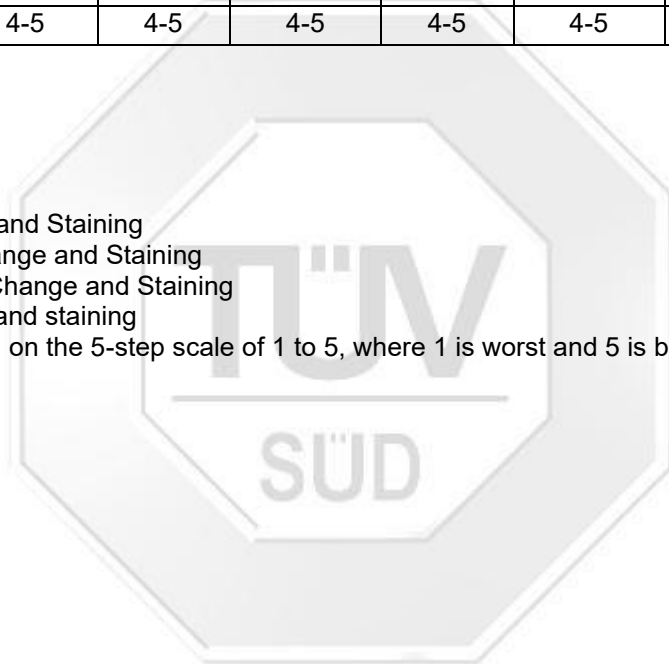 4-5 4-5 4-5 4-5 4-5
and Staining
ange and Staining
Change and Staining
and staining
on the 5-step scale of 1 to 5, where 1 is worst and 5 is b
TÜV
SÜD